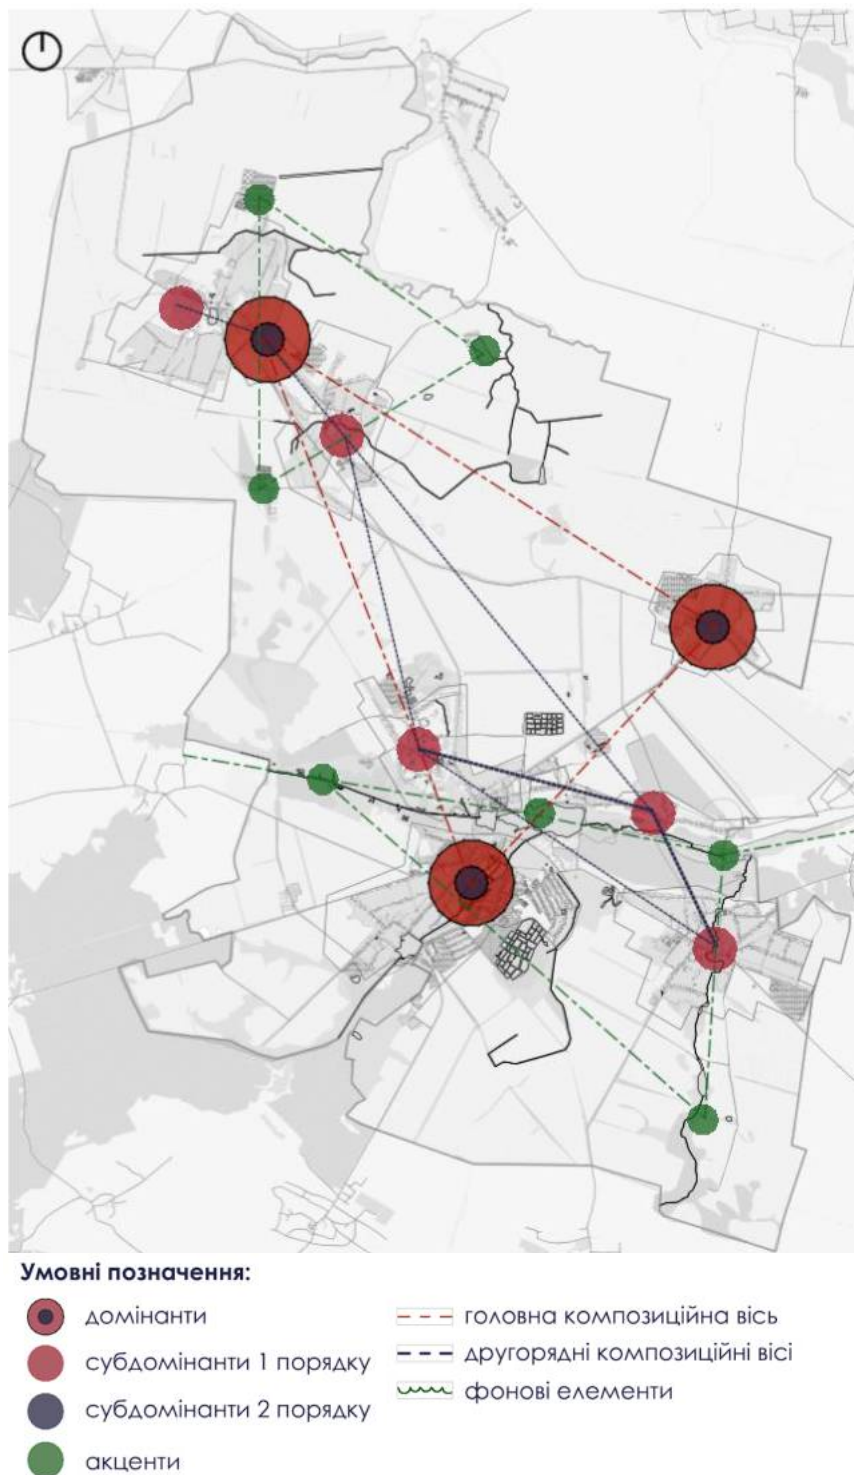 Умовні позначення:
домінанти
субдомінанти 1 порядку
субдомінанти 2 порядку
акценти
головна композиційна вісь
другорядні композиційні вісі
фонові елементи